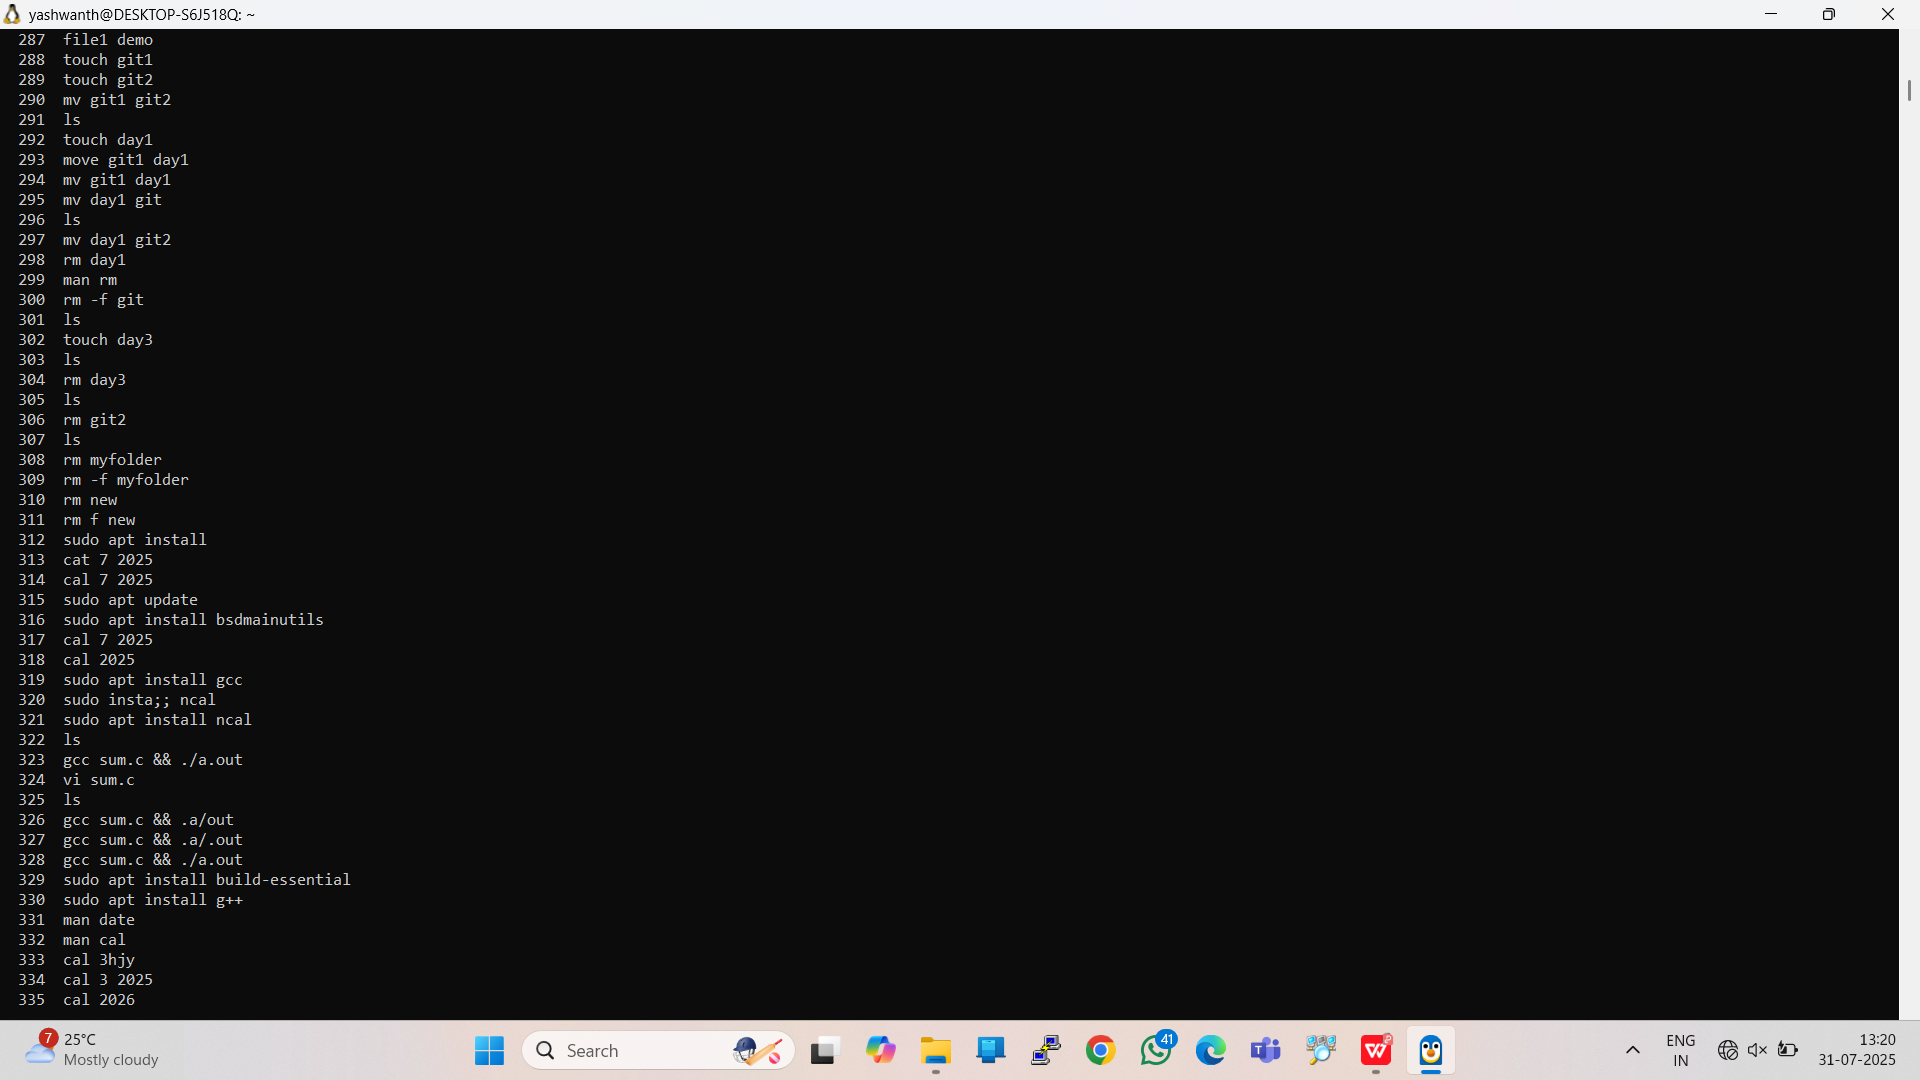 yashwanth@DESKTOP-S6J518Q: ~
287 file1 demo
288 touch git1
289 touch git2
290 mv git1 git2
291 ls
292 touch day1
293 move git1 day1
294 mv git1 day1
295 mv day1 git
296 ls
297 mv day1 git2
298 rm day1
299 man rm
300 rm -f git
301 ls
302 touch day3
303 ls
304 rm day3
305 ls
306 rm git2
307 ls
308 rm myfolder
309 rm -f myfolder
310 rm new
311 rm f new
312 sudo apt install
313 cat 7 2025
314 cal 7 2025
315 sudo apt update
316 sudo apt install bsdmainutils
317 cal 7 2025
318 cal 2025
319 sudo apt install gcc
320 sudo insta;; ncal
321 sudo apt install ncal
322 ls
323 gcc sum.c && ./a.out
324 vi sum.c
325 ls
326 gcc sum.c && .a/out
327 gcc sum.c && .a/.out
328 gcc sum.c && ./a.out
329 sudo apt install build-essential
330 sudo apt install g++
331 man date
332 man cal
333 cal 3hjy
334 cal 3 2025
335 cal 2026
7 25°C
Mostly cloudy
Search
41
ENG
IN
13:20
31-07-2025